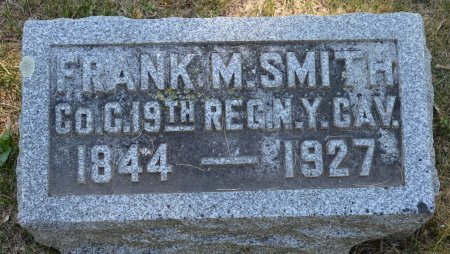 FRANK M. SMITH
CO. C. 19TH REG. N.Y. CAV.
1844 — 1927